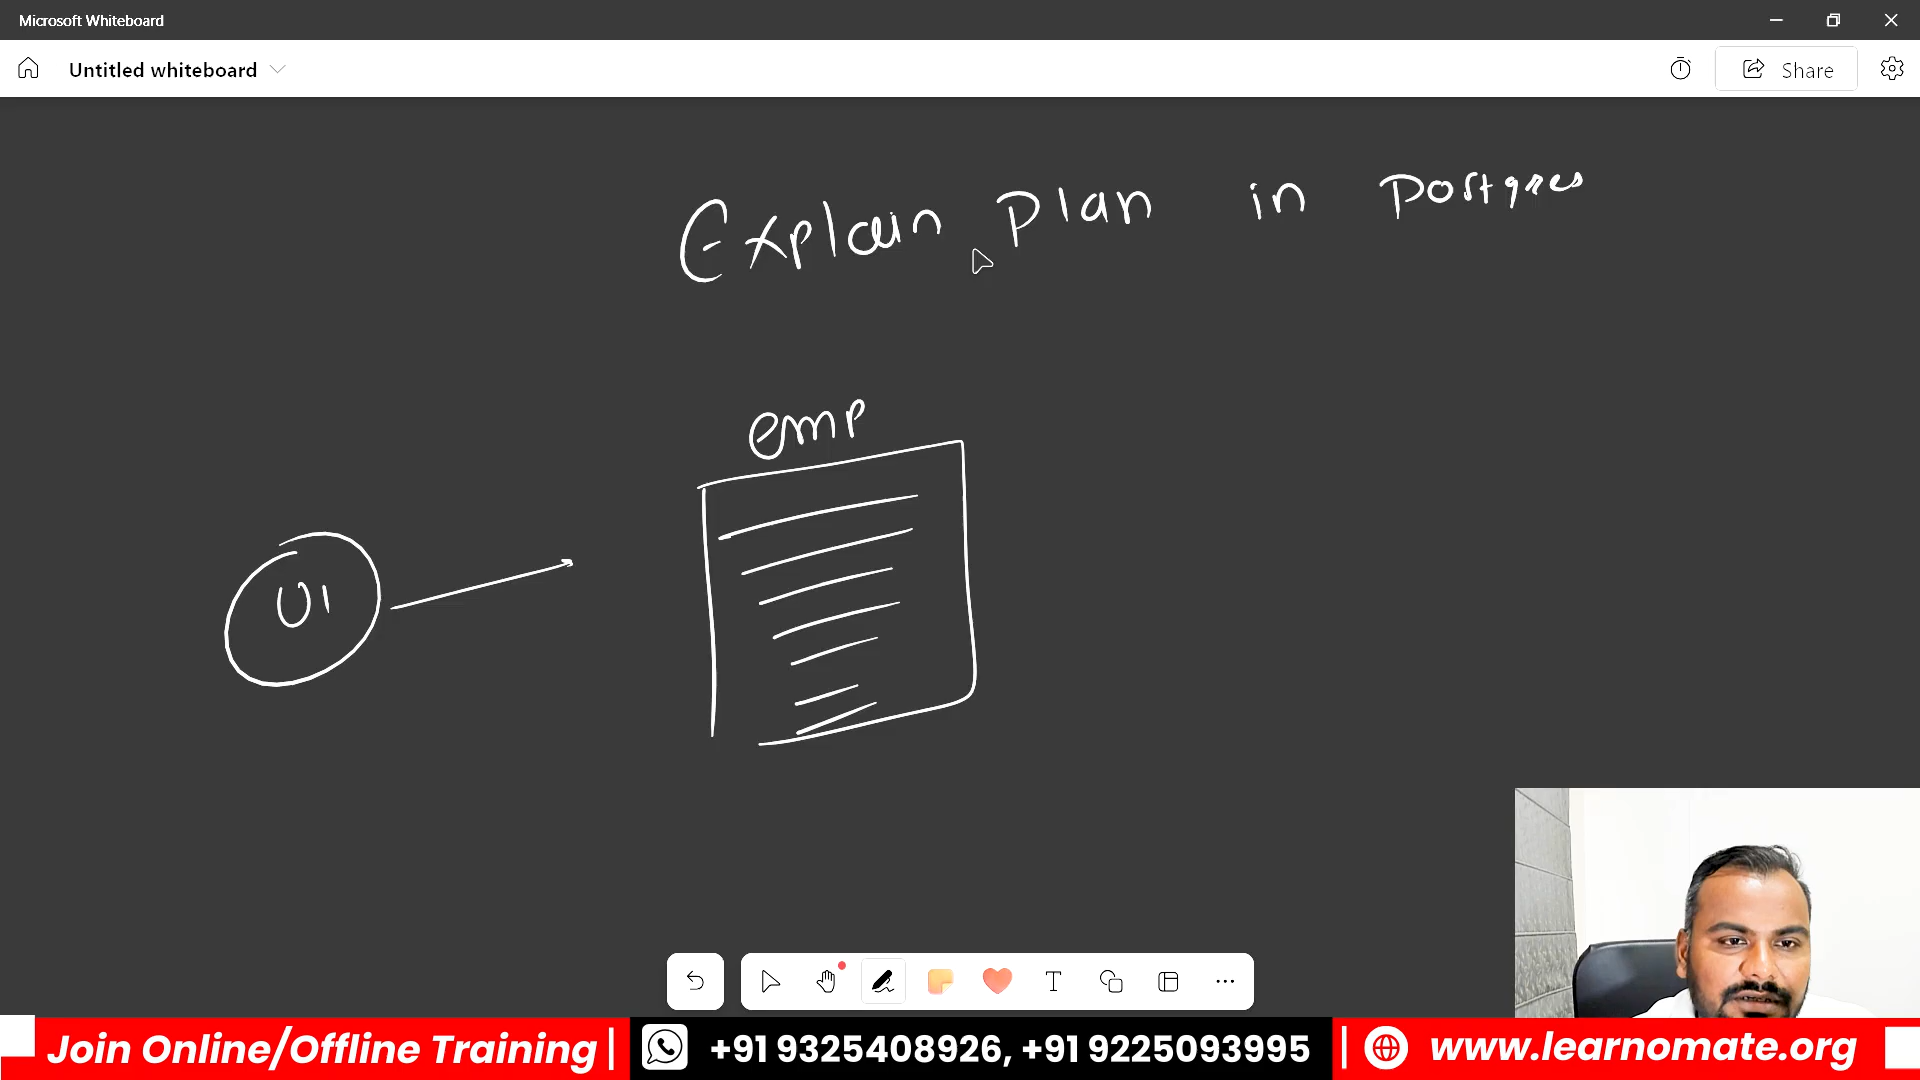 Microsoft Whiteboard
Untitled whiteboard
Share
Explain Plan in Postgres
emp
U1
Join Online/Offline Training
+91 9325408926, +91 9225093995
www.learnomate.org